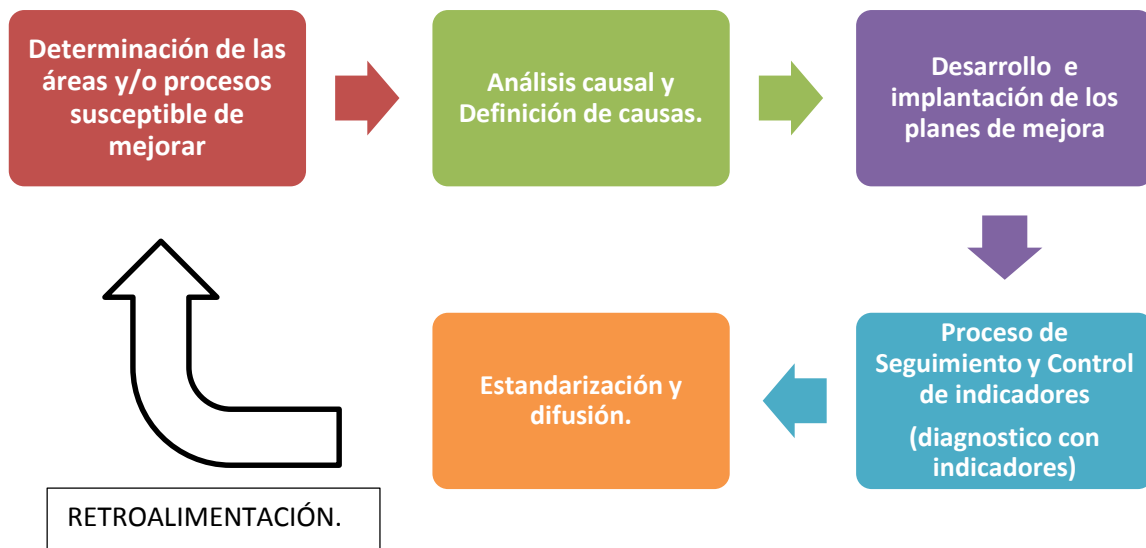 Determinación de las
áreas y/o procesos
susceptible de
mejorar
Análisis causal y
Definición de causas.
Desarrollo e
implantación de los
planes de mejora
Proceso de
Seguimiento y Control
de indicadores
(diagnostico con
indicadores)
Estandarización y
difusión.
RETROALIMENTACIÓN.